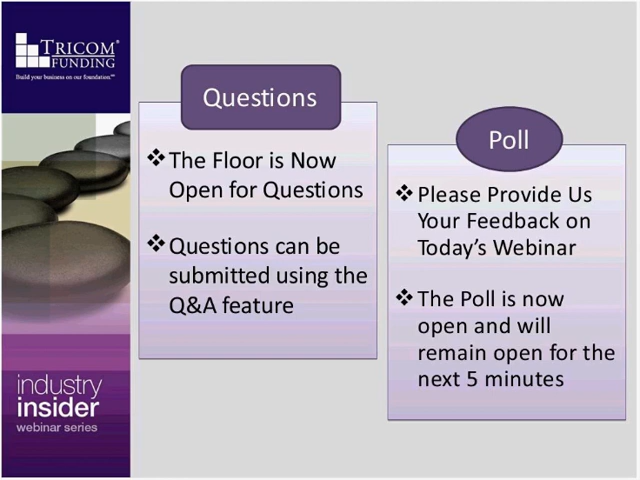 TRICOM®
FUNDING
Build your business on our foundation.℠
Questions
❖The Floor is Now
Open for Questions
❖Questions can be
submitted using the
Q&A feature
Poll
❖Please Provide Us
Your Feedback on
Today's Webinar
❖The Poll is now
open and will
remain open for the
next 5 minutes
industry
insider
webinar series